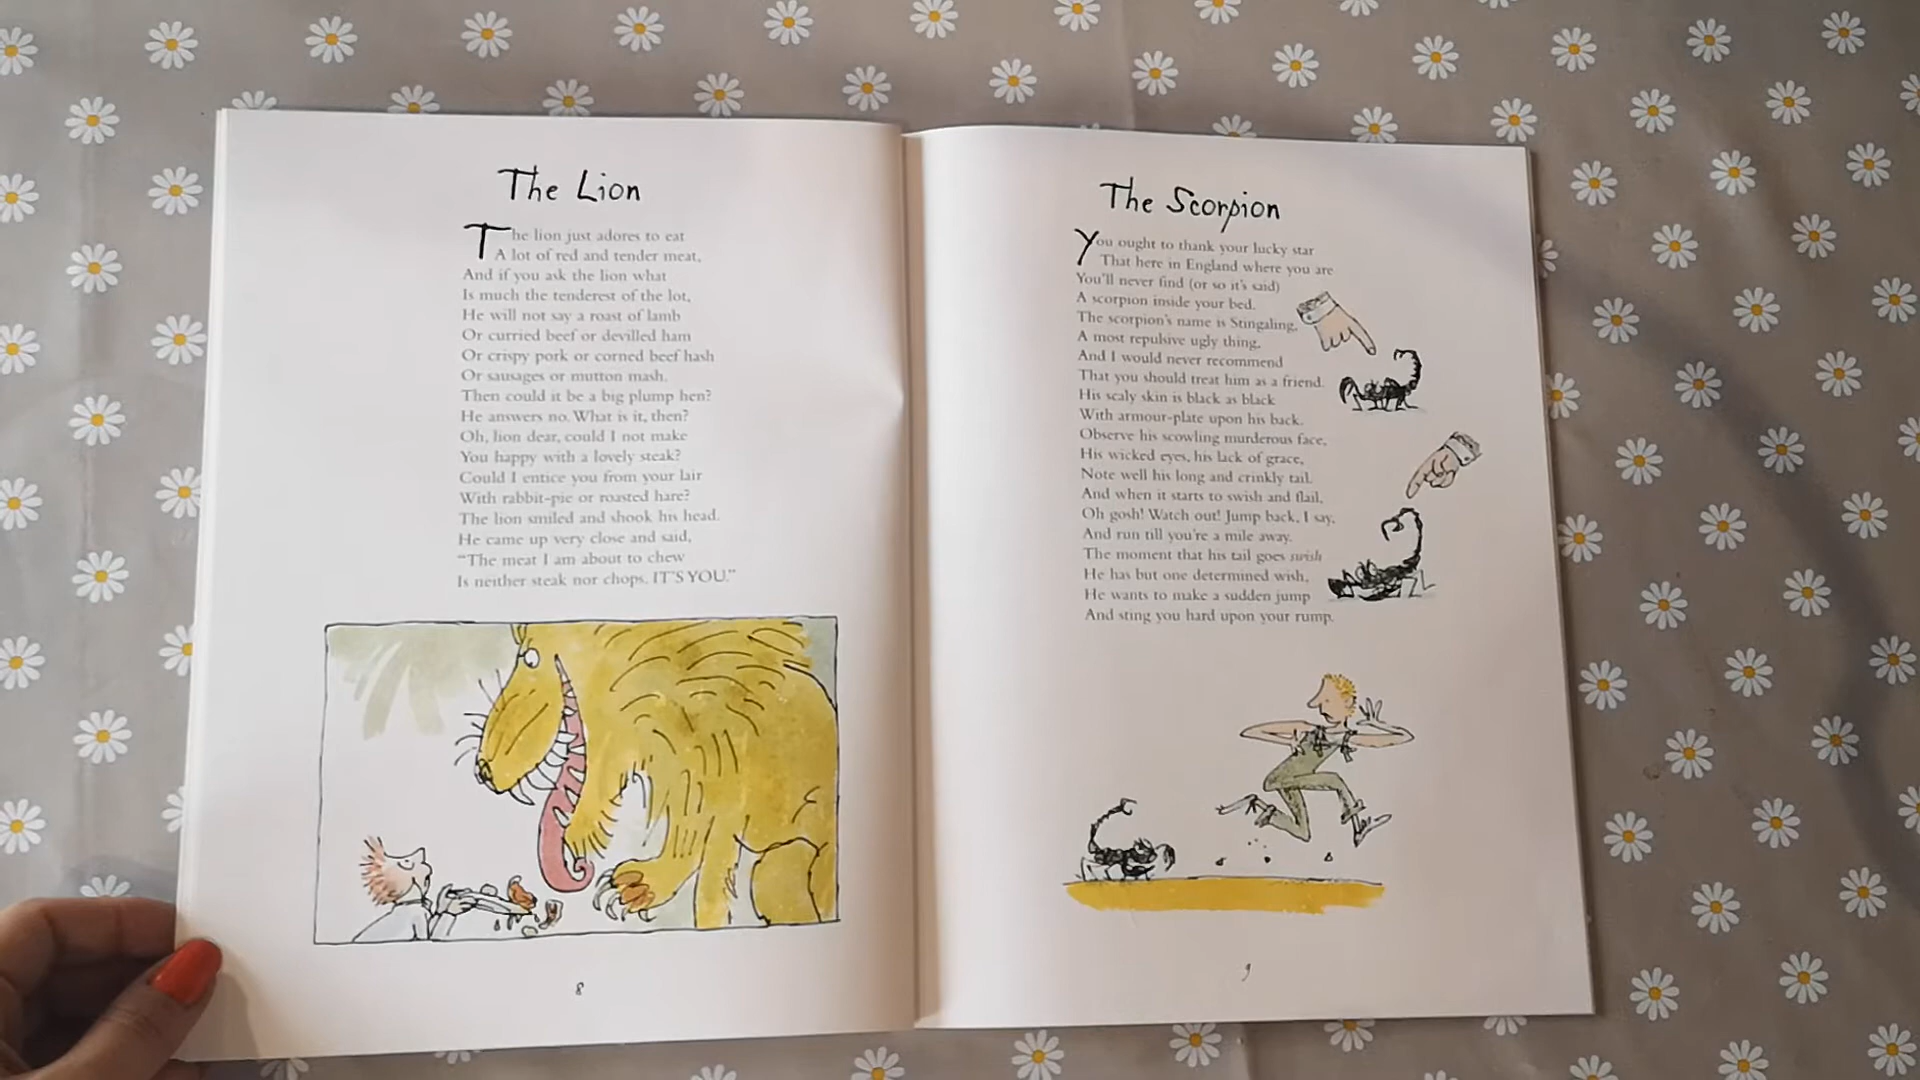 The Lion
The lion just adores to eat
A lot of red and tender meat,
And if you ask the lion what
Is much the tenderest of the lot,
He will not say a roast of lamb
Or curried beef or devilled ham
Or crispy pork or corned beef hash
Or sausages or mutton mash.
Then could it be a big plump hen?
He answers no. What is it, then?
Oh, lion dear, could I not make
You happy with a lovely steak?
Could I entice you from your lair
With rabbit-pie or roasted hare?
The lion smiled and shook his head.
He came up very close and said,
“The meat I am about to chew
Is neither steak nor chops. IT'S YOU.”
8
The Scorpion
You ought to thank your lucky star
That here in England where you are
You'll never find (or so it's said)
A scorpion inside your bed.
The scorpion's name is Stingaling,
A most repulsive ugly thing,
And I would never recommend
That you should treat him as a friend.
His scaly skin is black as black
With armour-plate upon his back.
Observe his scowling murderous face,
His wicked eyes, his lack of grace,
Note well his long and crinkly tail.
And when it starts to swish and flail,
Oh gosh! Watch out! Jump back, I say,
And run till you're a mile away.
The moment that his tail goes swish
He has but one determined wish,
He wants to make a sudden jump
And sting you hard upon your rump.
9